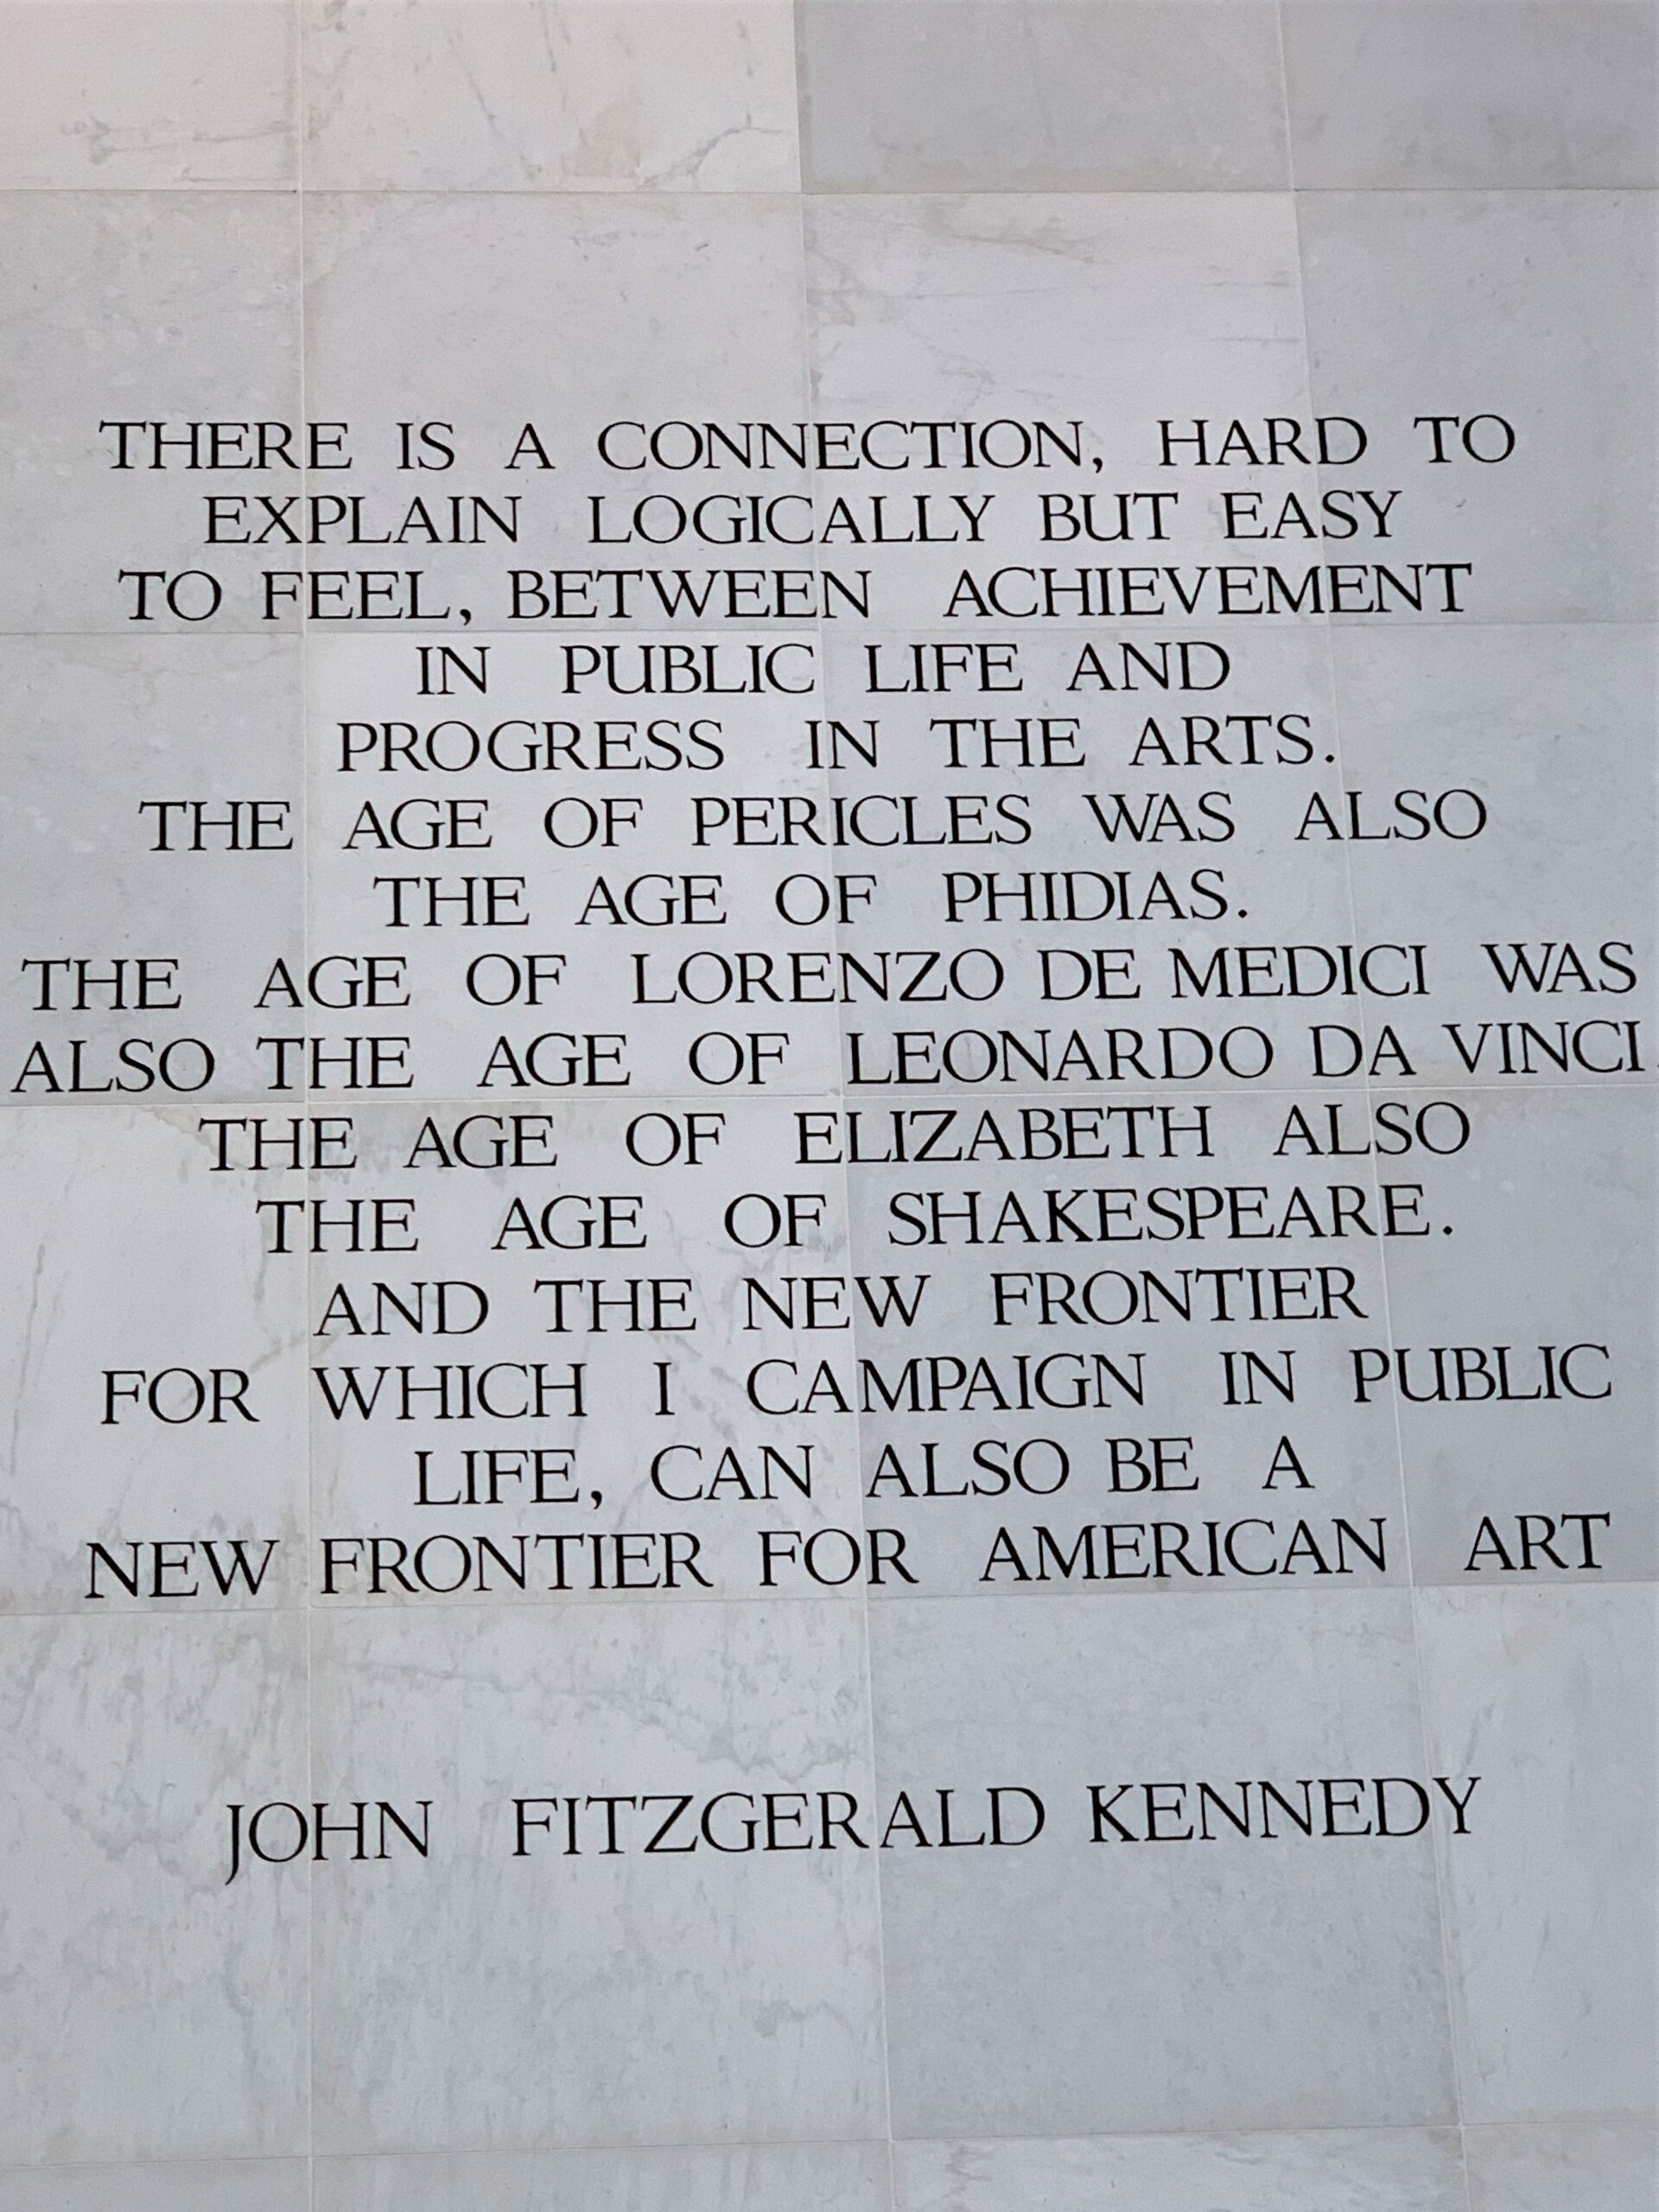 THERE IS A CONNECTION, HARD TO
EXPLAIN LOGICALLY BUT EASY
TO FEEL, BETWEEN ACHIEVEMENT
IN PUBLIC LIFE AND
PROGRESS IN THE ARTS.
THE AGE OF PERICLES WAS ALSO
THE AGE OF PHIDIAS.
THE AGE OF LORENZO DE MEDICI WAS
ALSO THE AGE OF LEONARDO DA VINCI.
THE AGE OF ELIZABETH ALSO
THE AGE OF SHAKESPEARE.
AND THE NEW FRONTIER
FOR WHICH I CAMPAIGN IN PUBLIC
LIFE, CAN ALSO BE A
NEW FRONTIER FOR AMERICAN ART
JOHN FITZGERALD KENNEDY